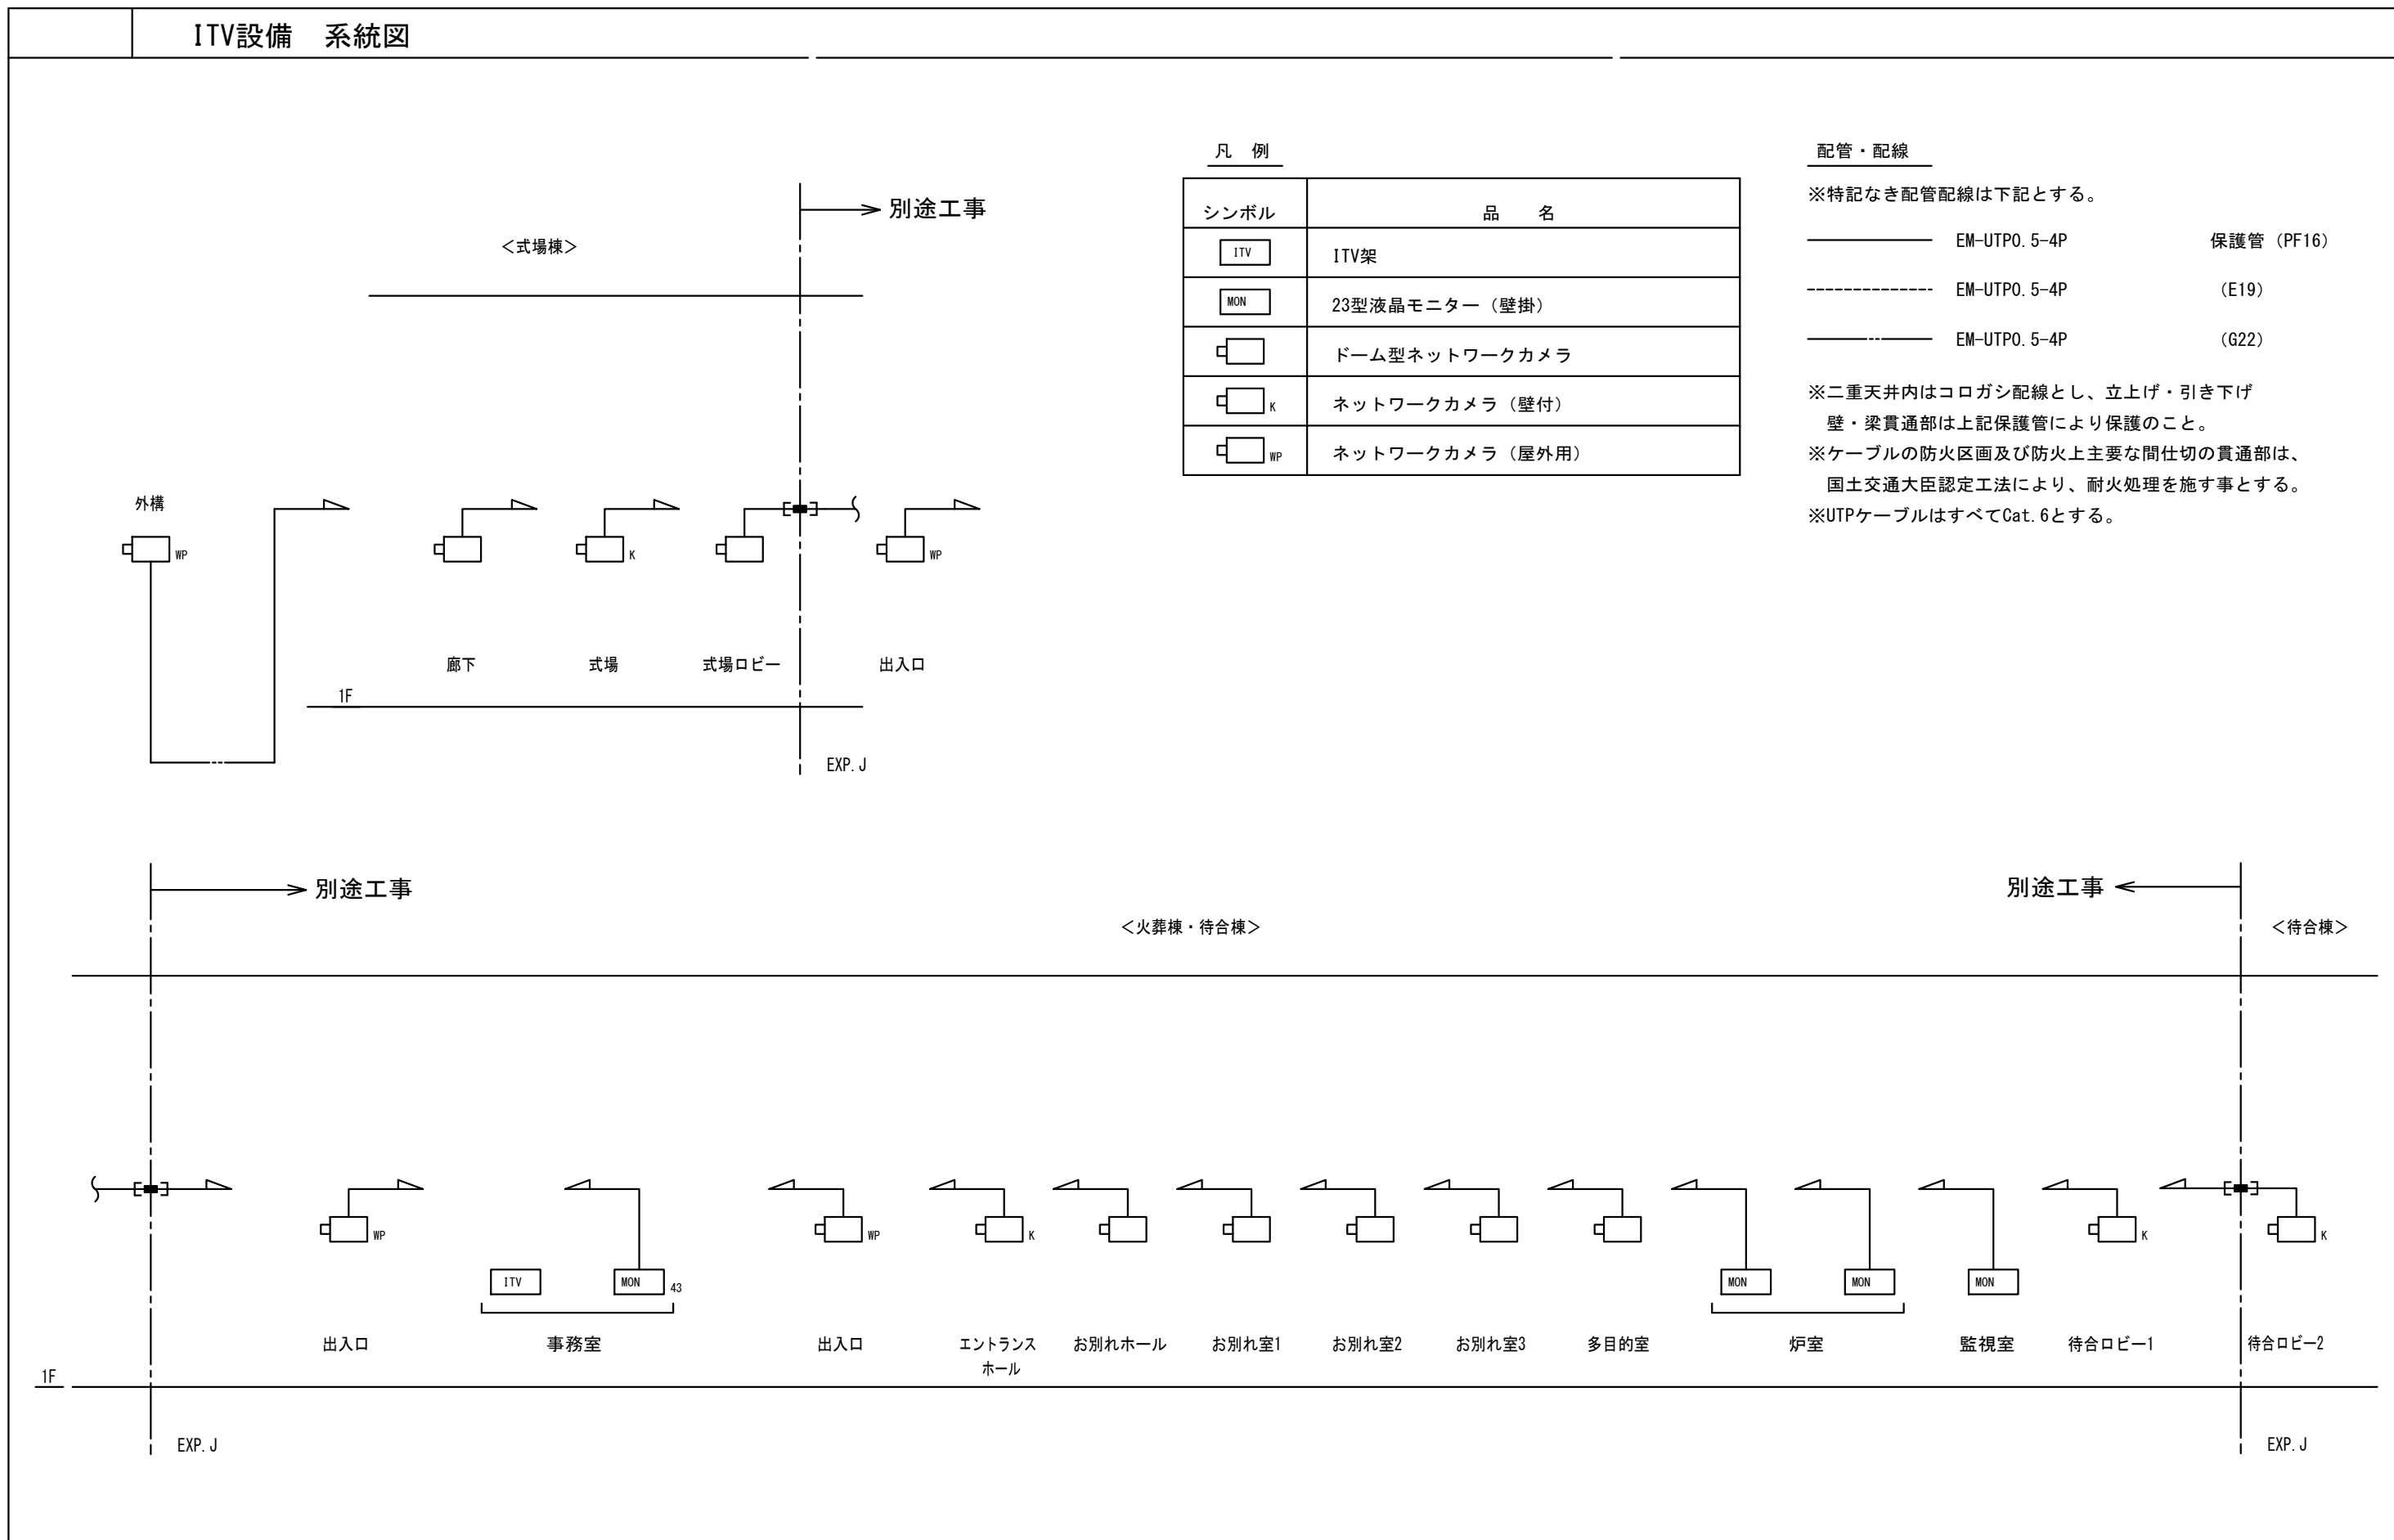 ITV設備　系統図
凡　例
シンボル　品　　名
ITV　ITV架
MON　23型液晶モニター（壁掛）
ドーム型ネットワークカメラ
K　ネットワークカメラ（壁付）
WP　ネットワークカメラ（屋外用）
配管・配線
※特記なき配管配線は下記とする。
EM-UTP0.5-4P　保護管（PF16）
EM-UTP0.5-4P　（E19）
EM-UTP0.5-4P　（G22）
※二重天井内はコロガシ配線とし、立上げ・引き下げ
壁・梁貫通部は上記保護管により保護のこと。
※ケーブルの防火区画及び防火上主要な間仕切の貫通部は、
国土交通大臣認定工法により、耐火処理を施す事とする。
※UTPケーブルはすべてCat.6とする。
別途工事
＜式場棟＞
外構
WP　K　WP
廊下　式場　式場ロビー　出入口
1F
EXP.J
別途工事　別途工事
＜火葬棟・待合棟＞　＜待合棟＞
WP　WP　K　K　K
ITV　MON　43　MON　MON　MON
出入口　事務室　出入口　エントランス　お別れホール　お別れ室1　お別れ室2　お別れ室3　多目的室　炉室　監視室　待合ロビー1　待合ロビー2
ホール
1F
EXP.J　EXP.J